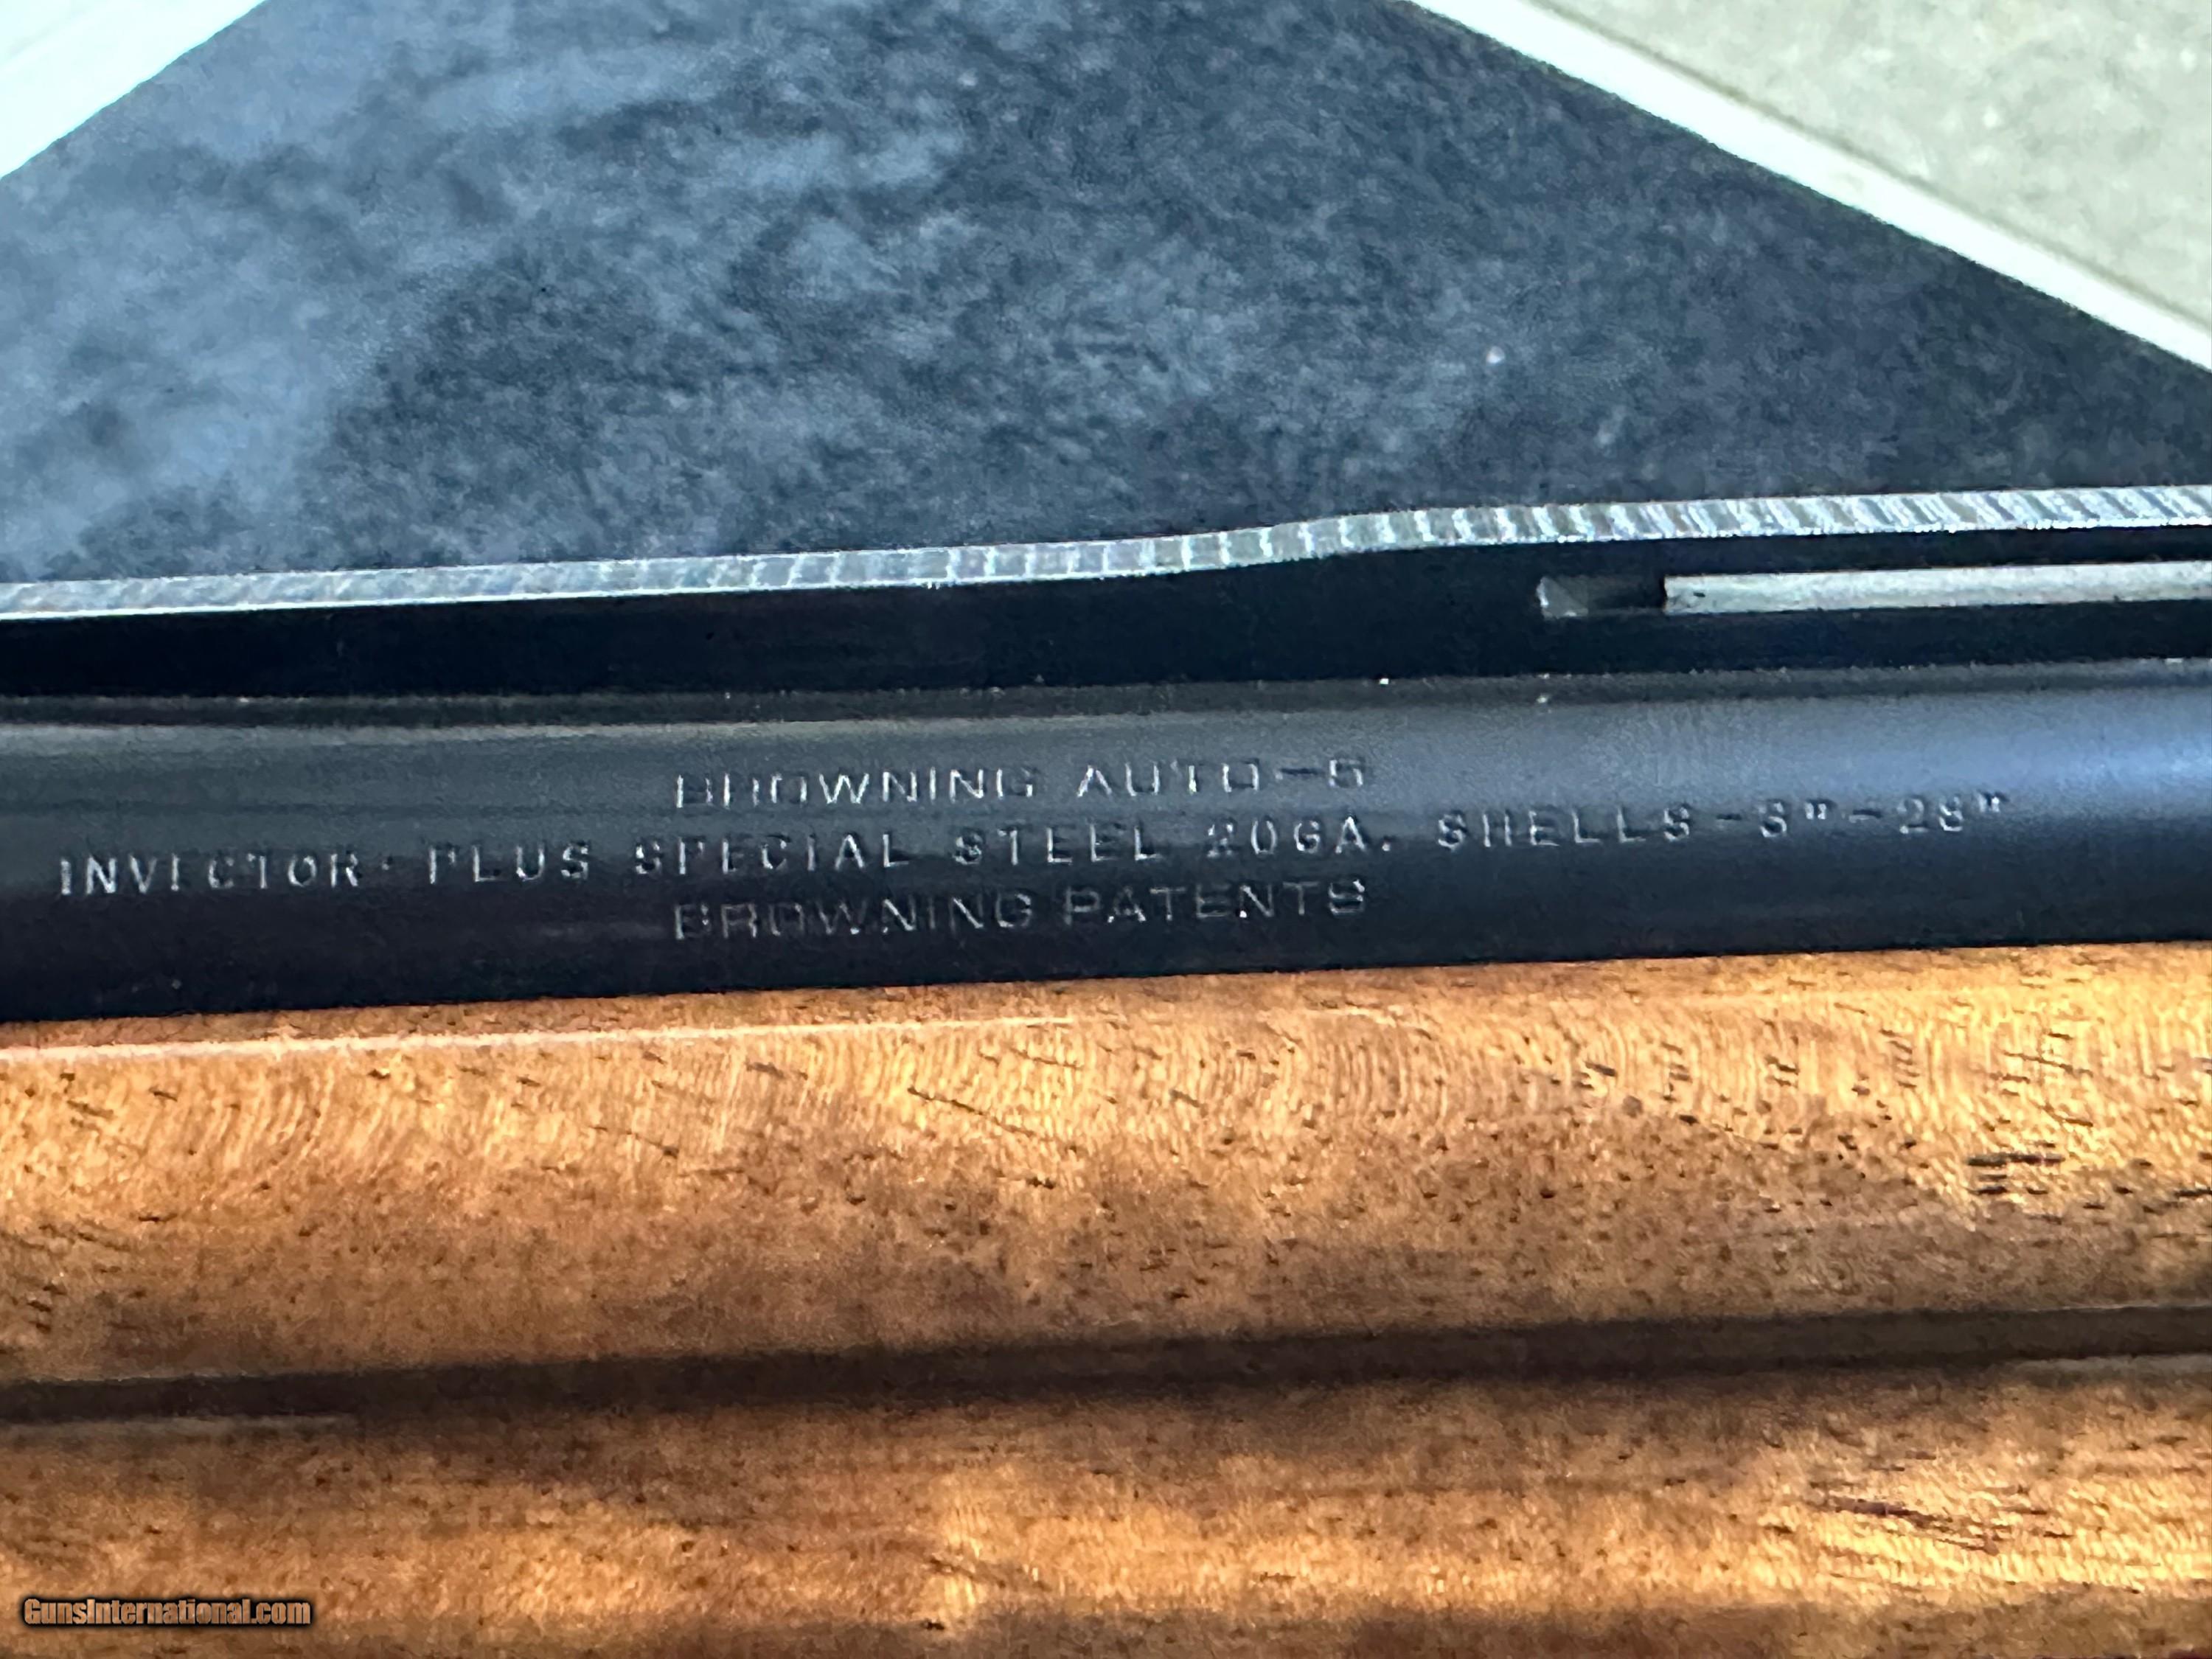 BROWNING AUTO-5
INVECTOR-PLUS SPECIAL STEEL 20GA. SHELLS-3"-28"
BROWNING PATENTS
GunsInternational.com